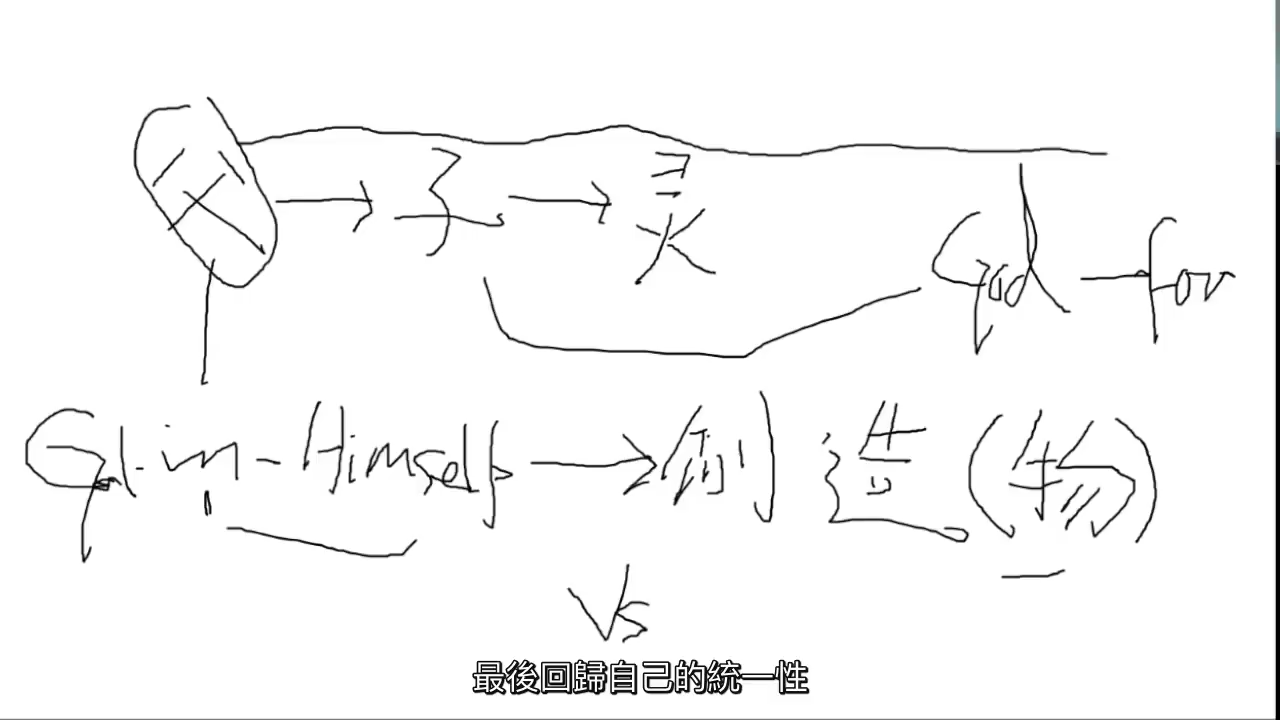 父 → 子 → 灵
God - for
God-in-Himself → 創造(物)
Vs
最後回歸自己的統一性